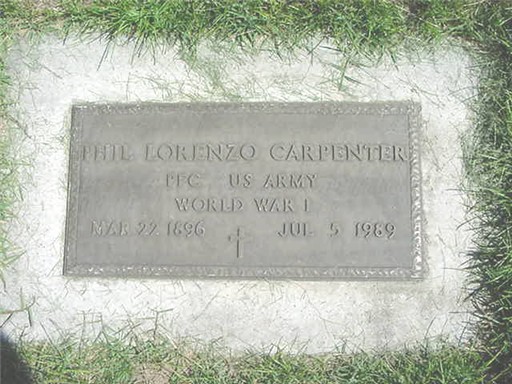 PHIL LORENZO CARPENTER
PFC US ARMY
WORLD WAR I
MAR 22 1896 JUL 5 1989